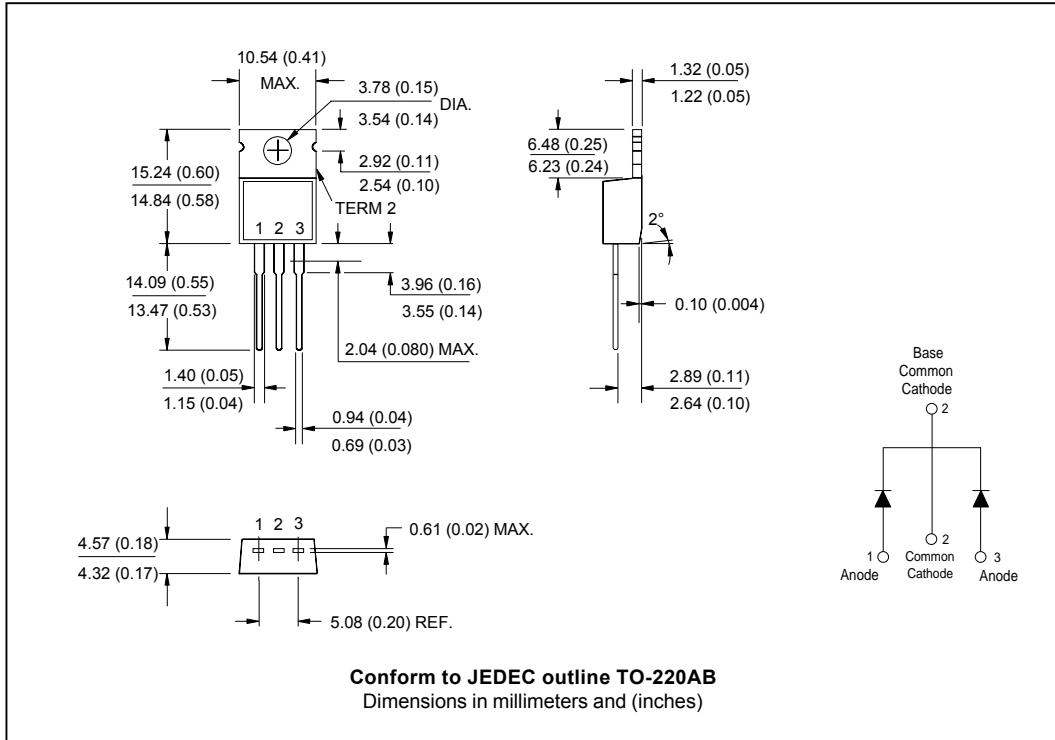 10.54 (0.41)
MAX.
3.78 (0.15)
3.54 (0.14)
DIA.
1.32 (0.05)
1.22 (0.05)
15.24 (0.60)
14.84 (0.58)
2.92 (0.11)
2.54 (0.10)
TERM 2
6.48 (0.25)
6.23 (0.24)
1 2 3
2°
14.09 (0.55)
13.47 (0.53)
3.96 (0.16)
3.55 (0.14)
0.10 (0.004)
2.04 (0.080) MAX.
1.40 (0.05)
1.15 (0.04)
2.89 (0.11)
2.64 (0.10)
0.94 (0.04)
0.69 (0.03)
Base
Common
Cathode
2
1
Anode
2
Common
Cathode
3
Anode
1 2 3
4.57 (0.18)
4.32 (0.17)
0.61 (0.02) MAX.
5.08 (0.20) REF.
Conform to JEDEC outline TO-220AB
Dimensions in millimeters and (inches)